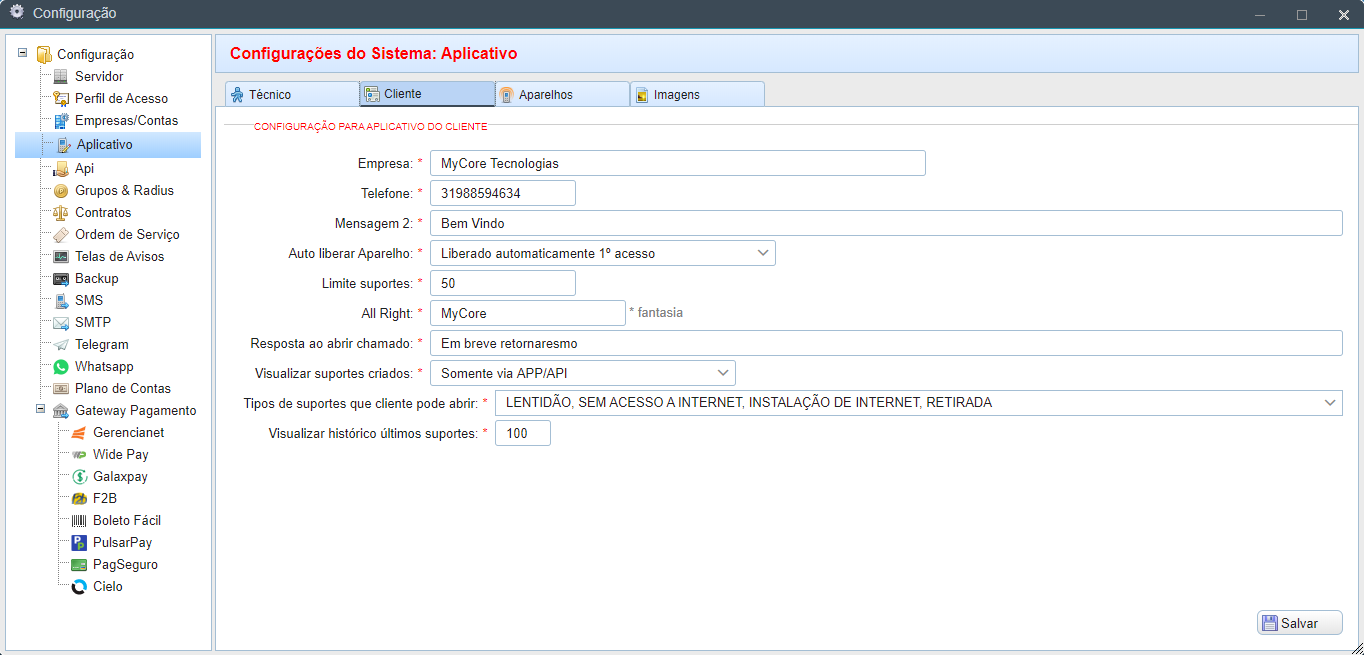 Configuração
Configuração
Servidor
Perfil de Acesso
Empresas/Contas
Aplicativo
Api
Grupos & Radius
Contratos
Ordem de Serviço
Telas de Avisos
Backup
SMS
SMTP
Telegram
Whatsapp
Plano de Contas
Gateway Pagamento
Gerencianet
Wide Pay
Galaxpay
F2B
Boleto Fácil
PulsarPay
PagSeguro
Cielo
Configurações do Sistema: Aplicativo
Técnico Cliente Aparelhos Imagens
CONFIGURAÇÃO PARA APLICATIVO DO CLIENTE
Empresa: * MyCore Tecnologias
Telefone: * 31988594634
Mensagem 2: * Bem Vindo
Auto liberar Aparelho: * Liberado automaticamente 1º acesso
Limite suportes: * 50
All Right: * MyCore * fantasia
Resposta ao abrir chamado: * Em breve retornaresmo
Visualizar suportes criados: * Somente via APP/API
Tipos de suportes que cliente pode abrir: * LENTIDÃO, SEM ACESSO A INTERNET, INSTALAÇÃO DE INTERNET, RETIRADA
Visualizar histórico últimos suportes: * 100
Salvar